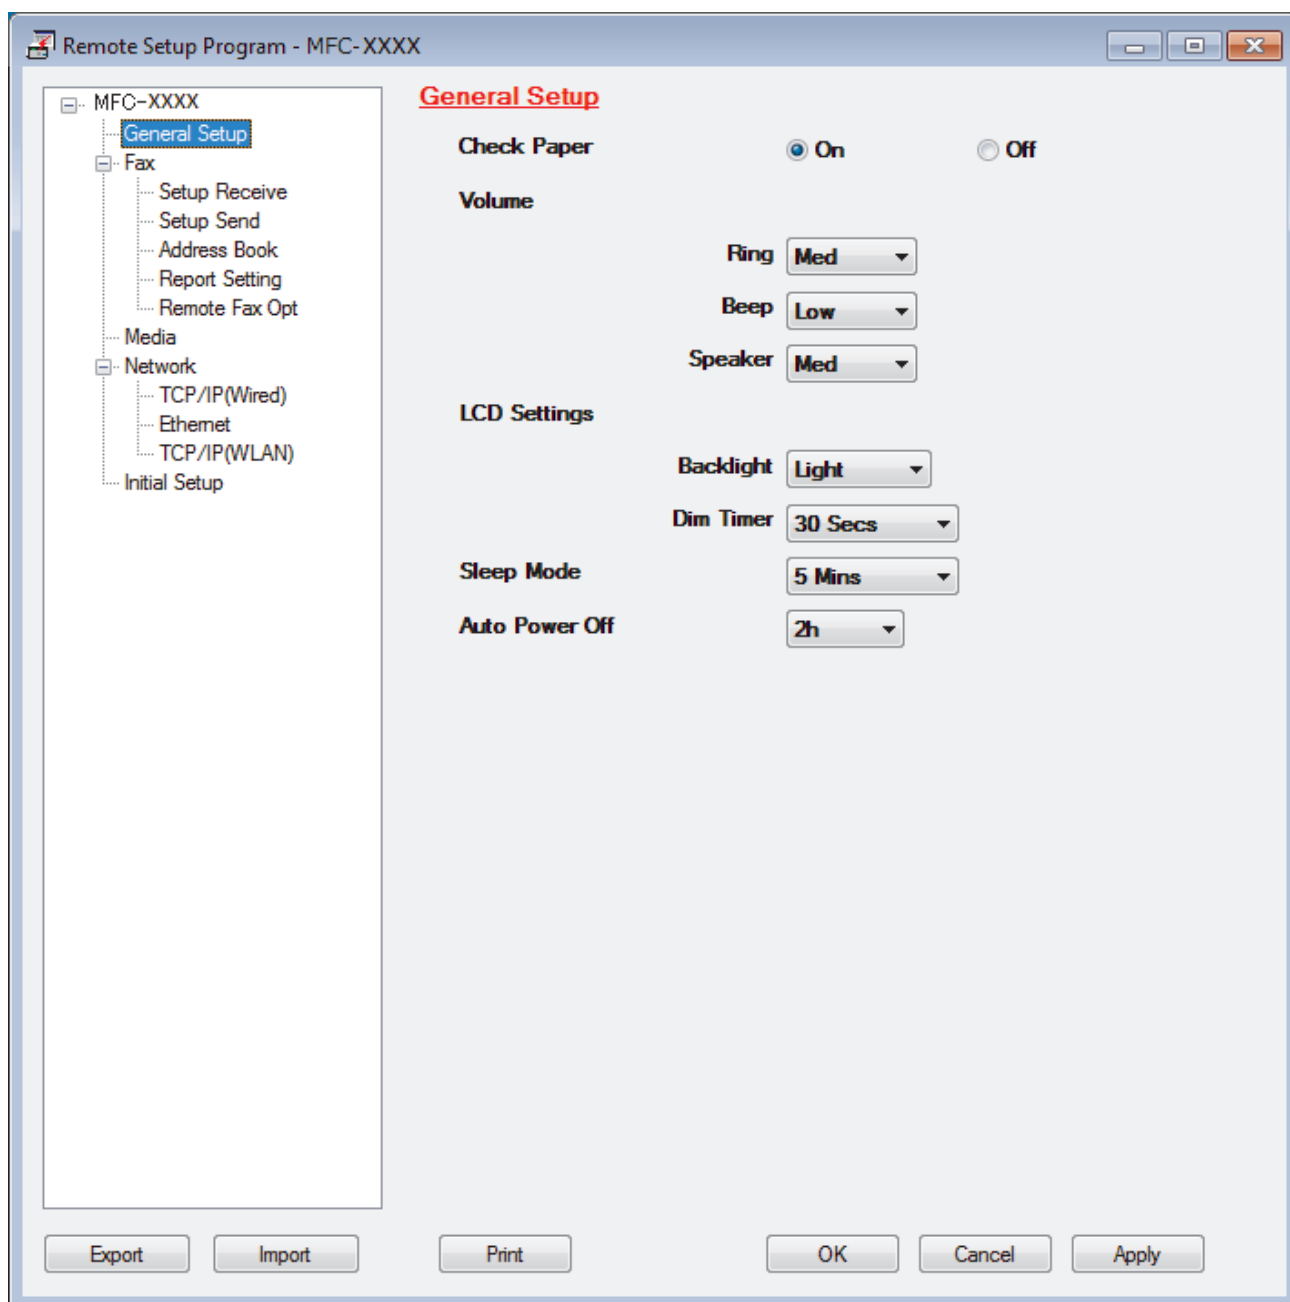 Remote Setup Program - MFC-XXXX
MFC-XXXX
General Setup
Fax
Setup Receive
Setup Send
Address Book
Report Setting
Remote Fax Opt
Media
Network
TCP/IP(Wired)
Ethernet
TCP/IP(WLAN)
Initial Setup
General Setup
Check Paper On Off
Volume
Ring Med
Beep Low
Speaker Med
LCD Settings
Backlight Light
Dim Timer 30 Secs
Sleep Mode 5 Mins
Auto Power Off 2h
Export Import Print OK Cancel Apply